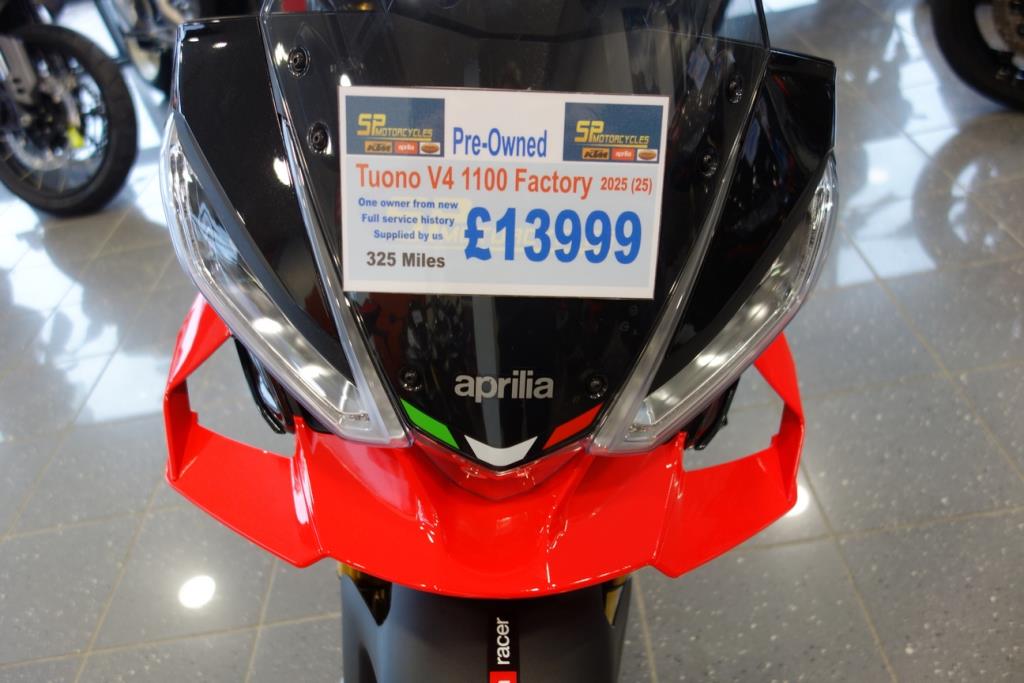 SP MOTORCYCLES
KTM aprilia
Pre-Owned
SP MOTORCYCLES
KTM aprilia
Tuono V4 1100 Factory 2025 (25)
One owner from new
Full service history
Supplied by us
325 Miles
£13999
aprilia
racer